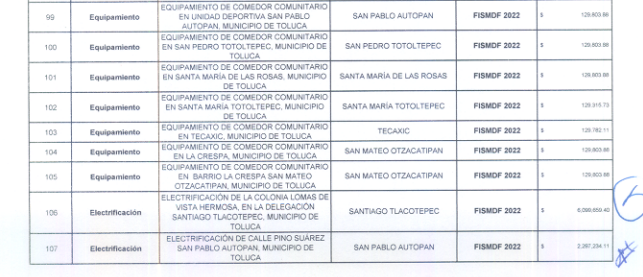 99 Equipamiento EQUIPAMIENTO DE COMEDOR COMUNITARIO EN UNIDAD DEPORTIVA SAN PABLO AUTOPAN, MUNICIPIO DE TOLUCA SAN PABLO AUTOPAN FISMDF 2022 $ 129,803.88
100 Equipamiento EQUIPAMIENTO DE COMEDOR COMUNITARIO EN SAN PEDRO TOTOLTEPEC, MUNICIPIO DE TOLUCA SAN PEDRO TOTOLTEPEC FISMDF 2022 $ 129,803.88
101 Equipamiento EQUIPAMIENTO DE COMEDOR COMUNITARIO EN SANTA MARÍA DE LAS ROSAS, MUNICIPIO DE TOLUCA SANTA MARÍA DE LAS ROSAS FISMDF 2022 $ 129,803.88
102 Equipamiento EQUIPAMIENTO DE COMEDOR COMUNITARIO EN SANTA MARÍA TOTOLTEPEC, MUNICIPIO DE TOLUCA SANTA MARÍA TOTOLTEPEC FISMDF 2022 $ 129,315.73
103 Equipamiento EQUIPAMIENTO DE COMEDOR COMUNITARIO EN TECAXIC, MUNICIPIO DE TOLUCA TECAXIC FISMDF 2022 $ 129,782.11
104 Equipamiento EQUIPAMIENTO DE COMEDOR COMUNITARIO EN LA CRESPA, MUNICIPIO DE TOLUCA SAN MATEO OTZACATIPAN FISMDF 2022 $ 129,803.88
105 Equipamiento EQUIPAMIENTO DE COMEDOR COMUNITARIO EN BARRIO LA CRESPA SAN MATEO OTZACATIPAN, MUNICIPIO DE TOLUCA SAN MATEO OTZACATIPAN FISMDF 2022 $ 129,803.88
106 Electrificación ELECTRIFICACIÓN DE LA COLONIA LOMAS DE VISTA HERMOSA, EN LA DELEGACIÓN SANTIAGO TLACOTEPEC, MUNICIPIO DE TOLUCA SANTIAGO TLACOTEPEC FISMDF 2022 $ 6,098,659.40
107 Electrificación ELECTRIFICACIÓN DE CALLE PINO SUÁREZ SAN PABLO AUTOPAN, MUNICIPIO DE TOLUCA SAN PABLO AUTOPAN FISMDF 2022 $ 2,297,234.11